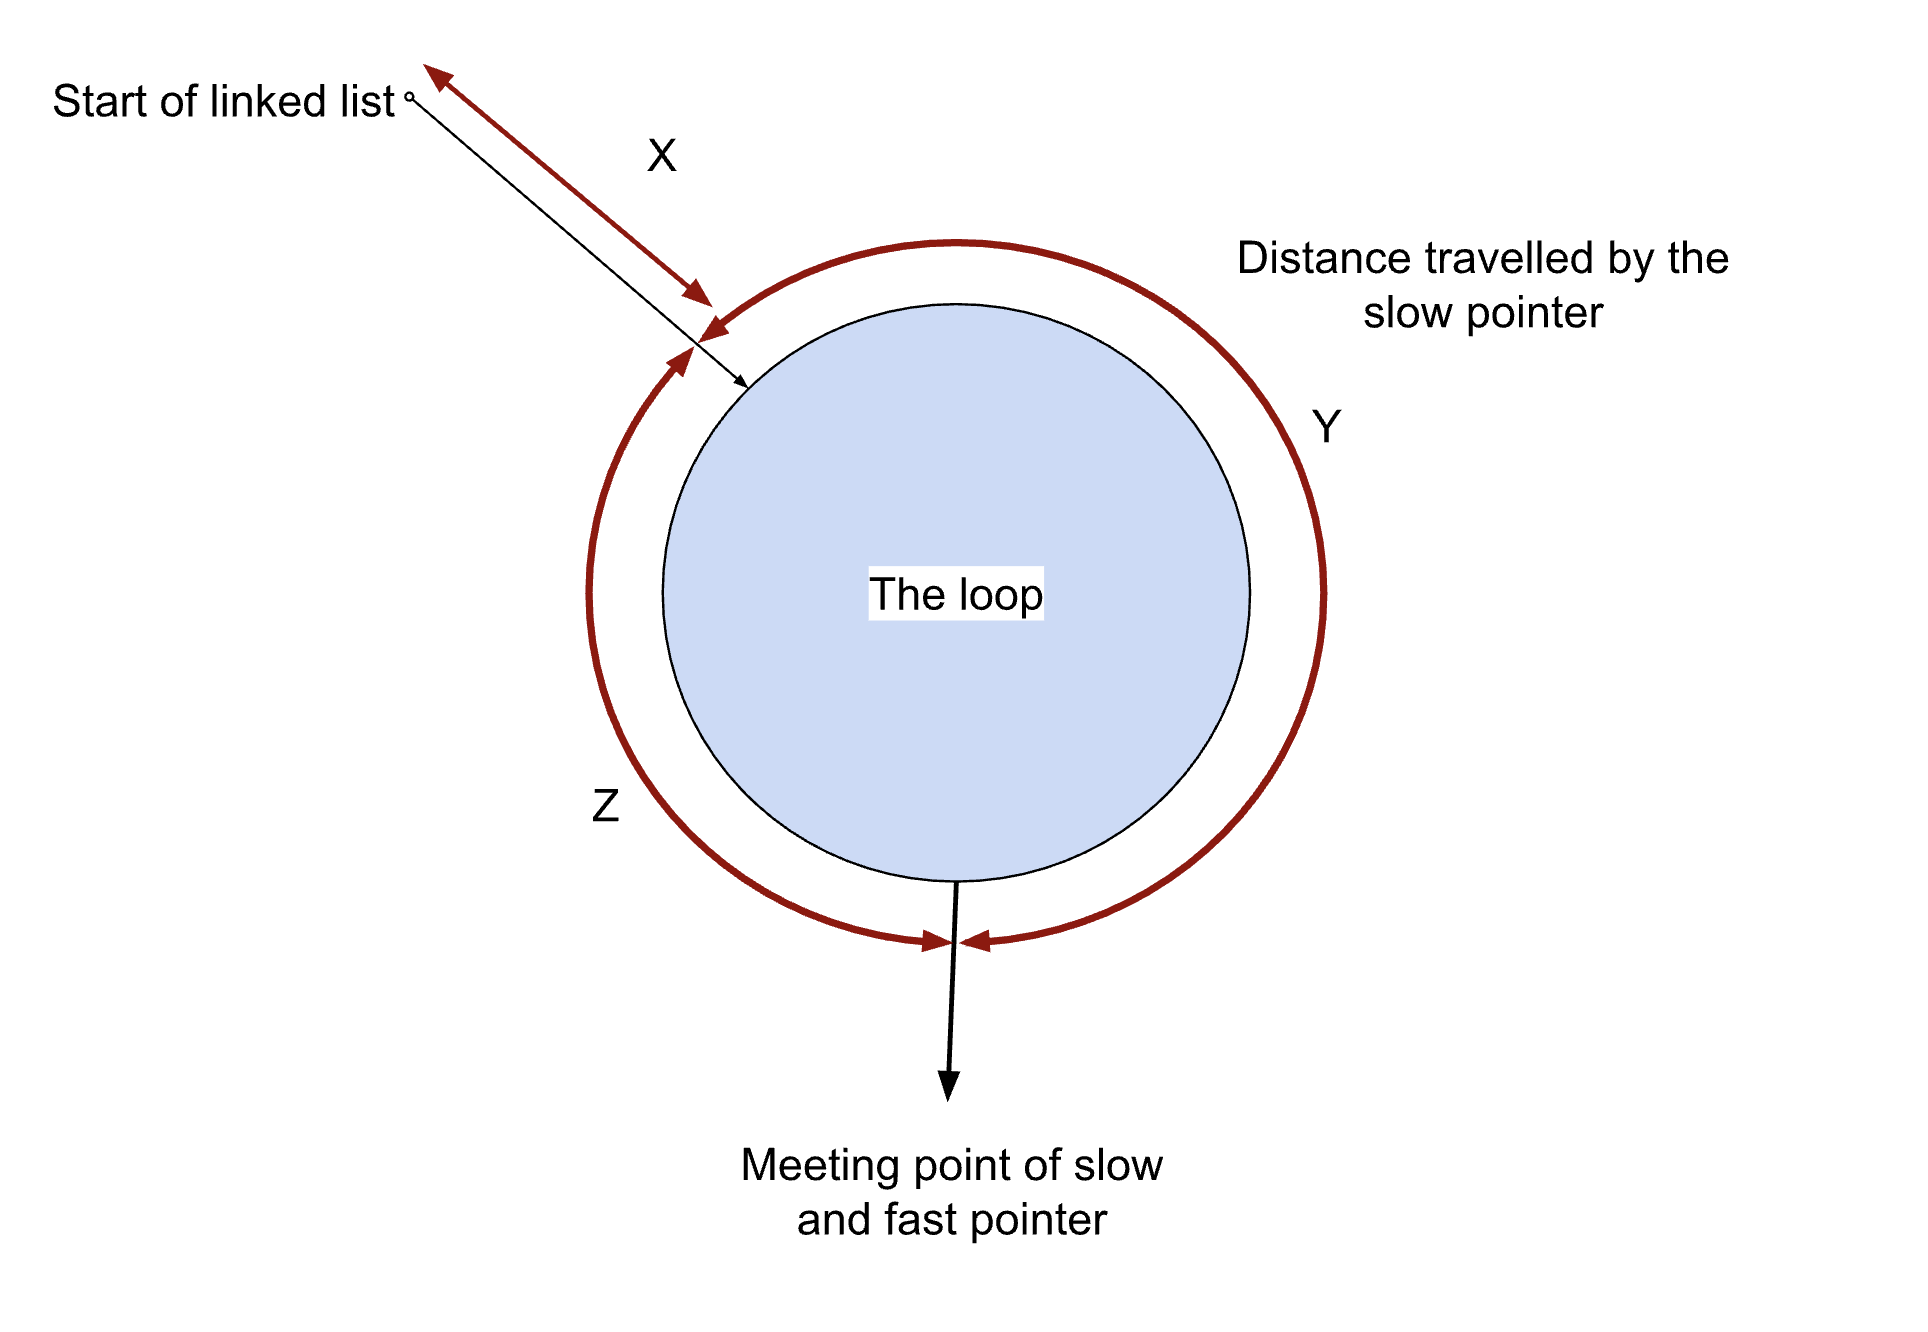 Start of linked list
X
Distance travelled by the
slow pointer
Y
The loop
Z
Meeting point of slow
and fast pointer